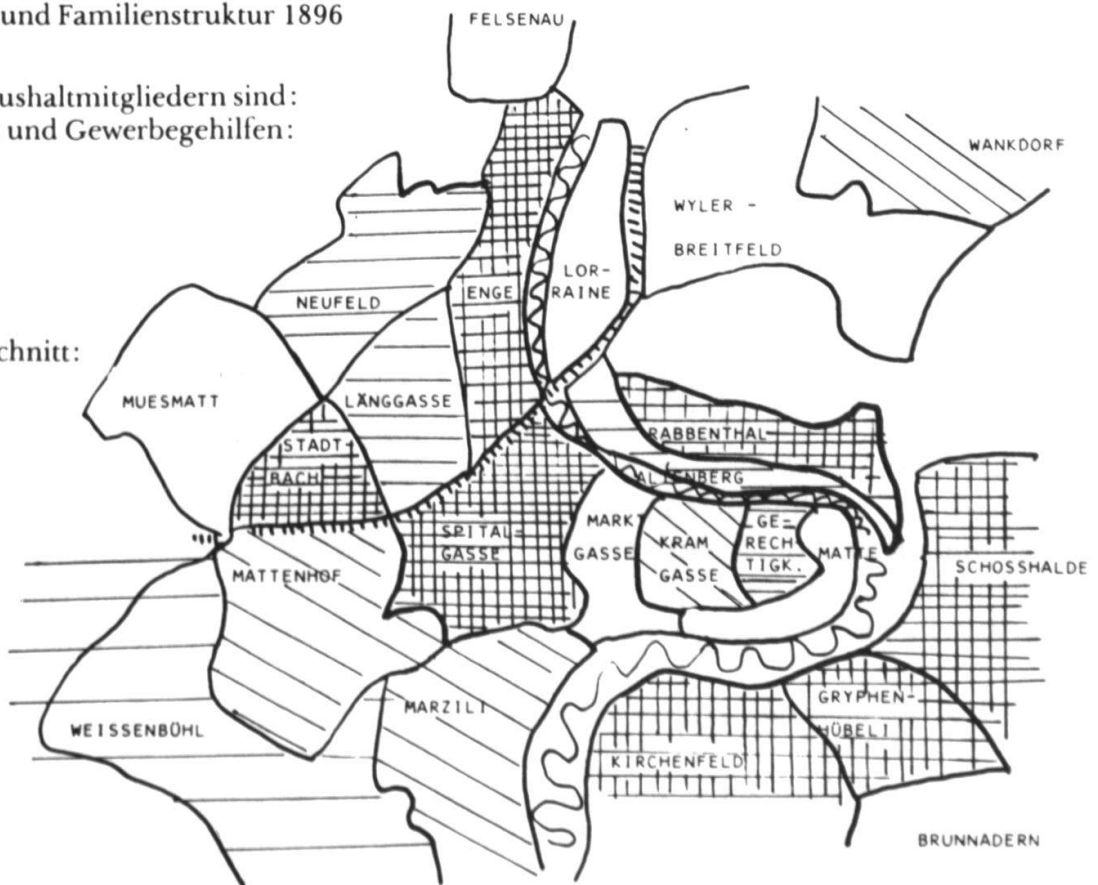 und Familienstruktur 1896
FELSENAU
ushaltmitgliedern sind:
und Gewerbegehilfen:
WANKDORF
WYLER -
BREITFELD
LOR-
RAINE
ENGE
NEUFELD
chnitt:
MUESMATT
LÄNGGASSE
STADT-
BACH
RABBENTHAL
ALTENBERG
SPITAL-
GASSE
MARKT
GASSE
KRAM
GASSE
GE-
RECH-
TIGK.
MATTE
SCHOSSHALDE
MATTENHOF
MARZILI
WEISSENBÜHL
GRYPHEN-
HÜBELI
KIRCHENFELD
BRUNNADERN